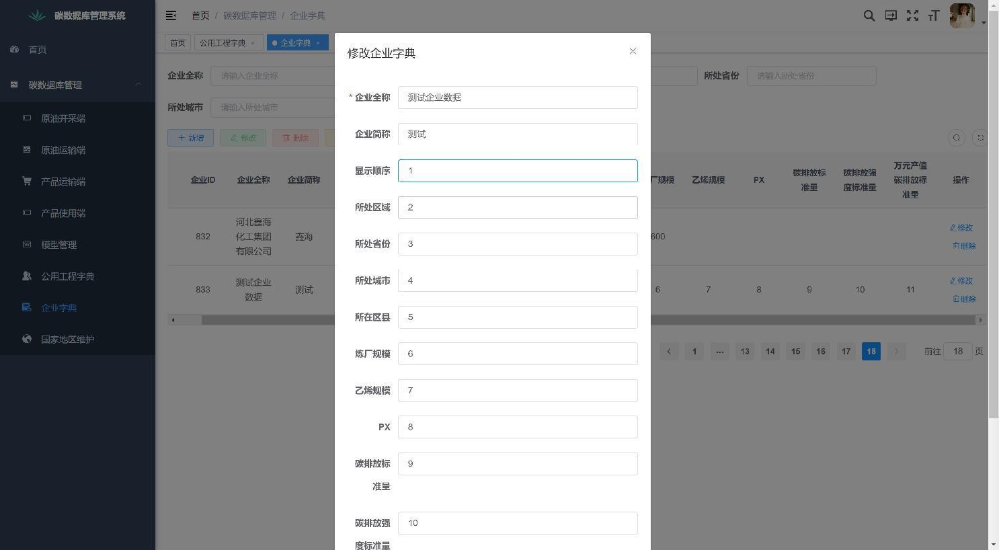 碳数据库管理系统
首页
碳数据库管理
原油开采端
原油运输端
产品运输端
产品使用端
模型管理
公用工程字典
企业字典
国家地区维护
首页 / 碳数据库管理 / 企业字典
首页
公用工程字典 ×
企业字典 ×
企业全称 请输入企业全称
所处省份 请输入所处省份
所处城市 请输入所处城市
+ 新增
修改
删除
企业ID 企业全称 企业简称
厂规模 乙烯规模 PX
碳排放标
准量
碳排放强
度标准量
万元产值
碳排放标
准量
操作
832
河北鑫海
化工集团
有限公司
鑫海
600
修改
删除
833
测试企业
数据
测试
6 7 8 9 10 11
修改
删除
1 ... 13 14 15 16 17 18
前往 18 页
修改企业字典
* 企业全称 测试企业数据
企业简称 测试
显示顺序 1
所处区域 2
所处省份 3
所处城市 4
所在区县 5
炼厂规模 6
乙烯规模 7
PX 8
碳排放标 9
准量
碳排放强 10
度标准量